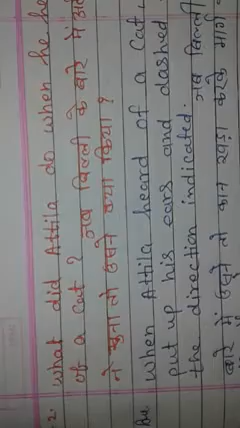 2. What did Attila do when he he
of a cat? जब बिल्ली के बारे में अ
ने सुना तो उसने क्या किया?
When Attila heard of a cat,
put up his ears and dashed
the direction indicated. जब बिल्ली
बारे में उसने तो कान खड़ा करके मार्ग